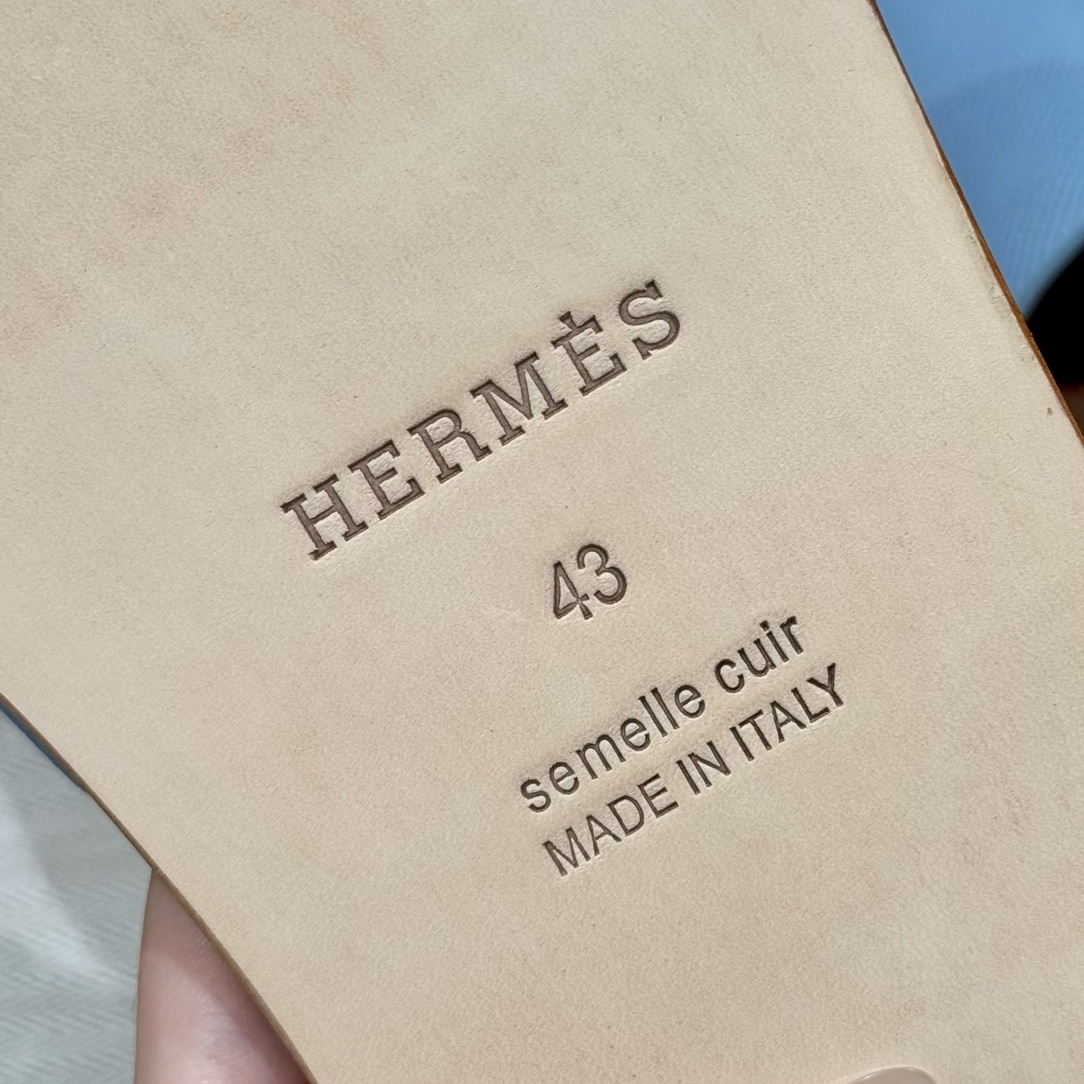 HERMÈS
43
semelle cuir
MADE IN ITALY